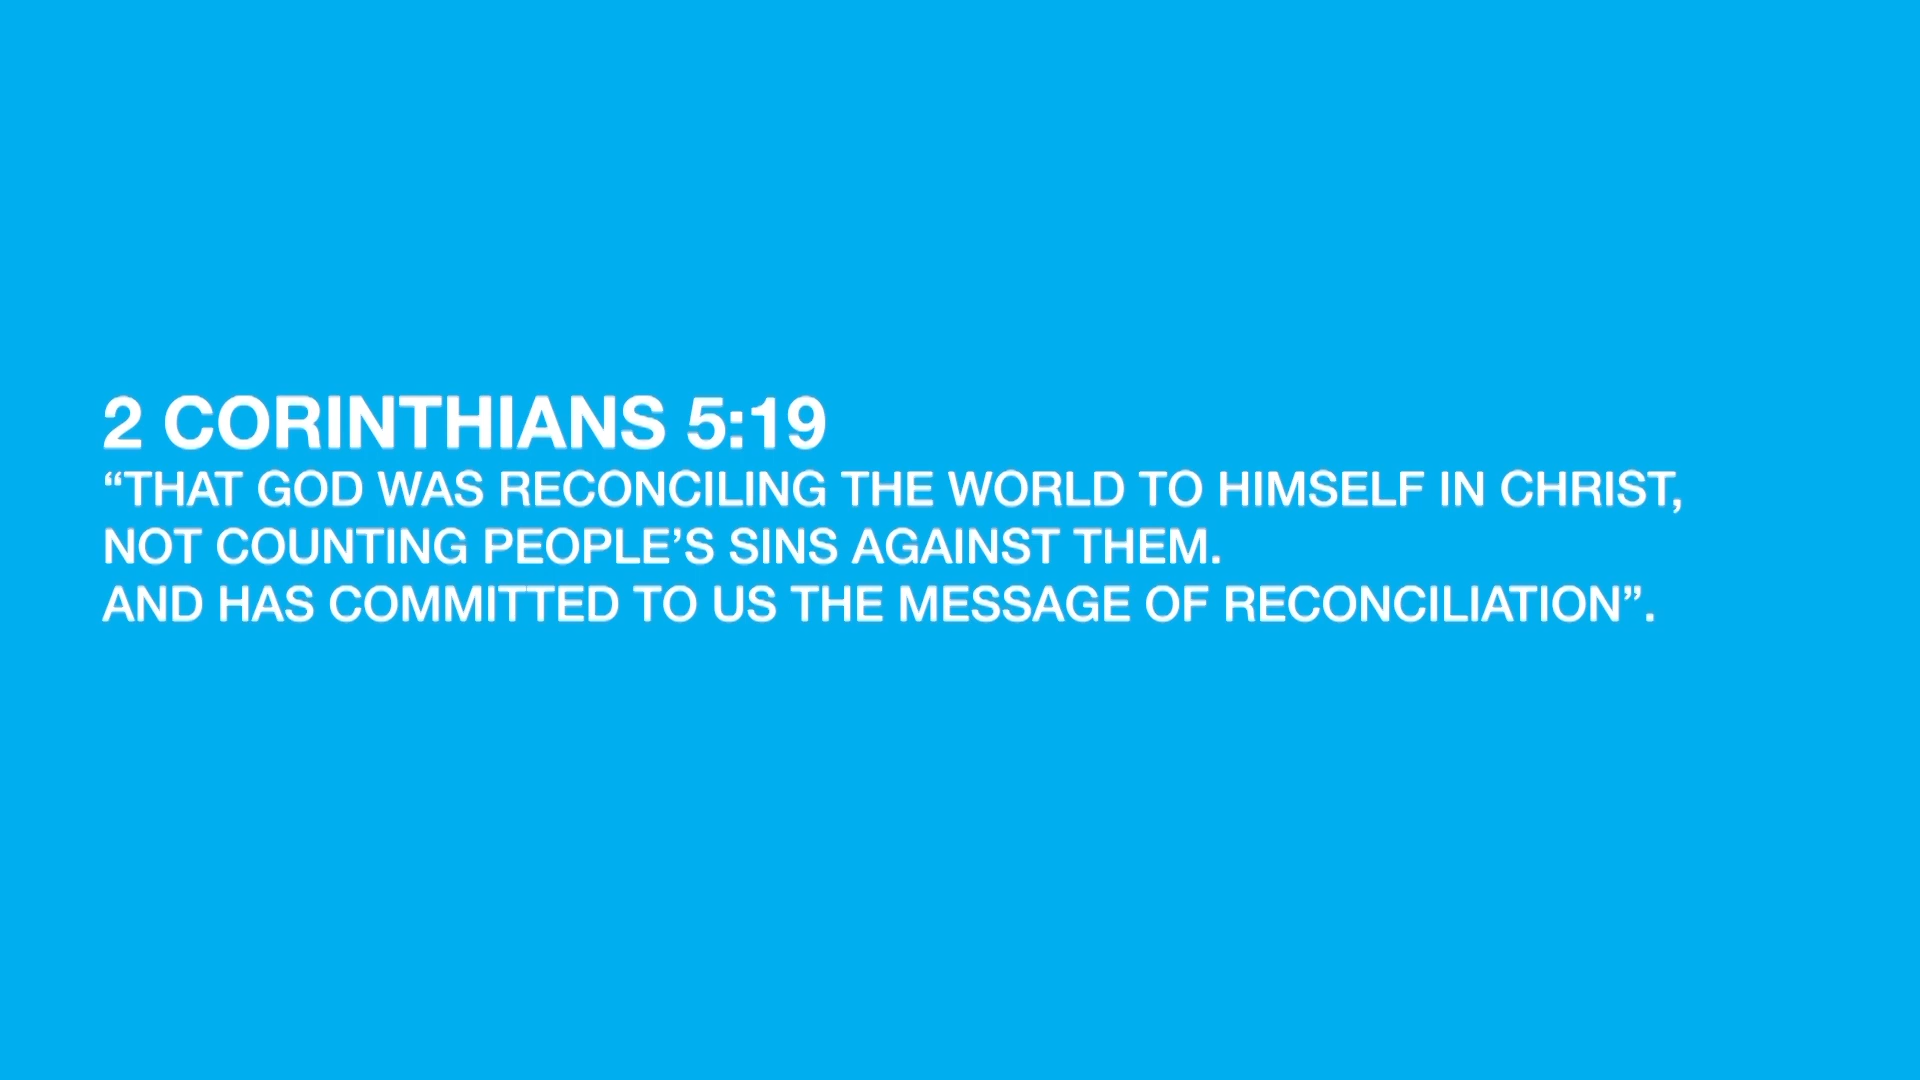 2 CORINTHIANS 5:19
“THAT GOD WAS RECONCILING THE WORLD TO HIMSELF IN CHRIST,
NOT COUNTING PEOPLE’S SINS AGAINST THEM.
AND HAS COMMITTED TO US THE MESSAGE OF RECONCILIATION”.